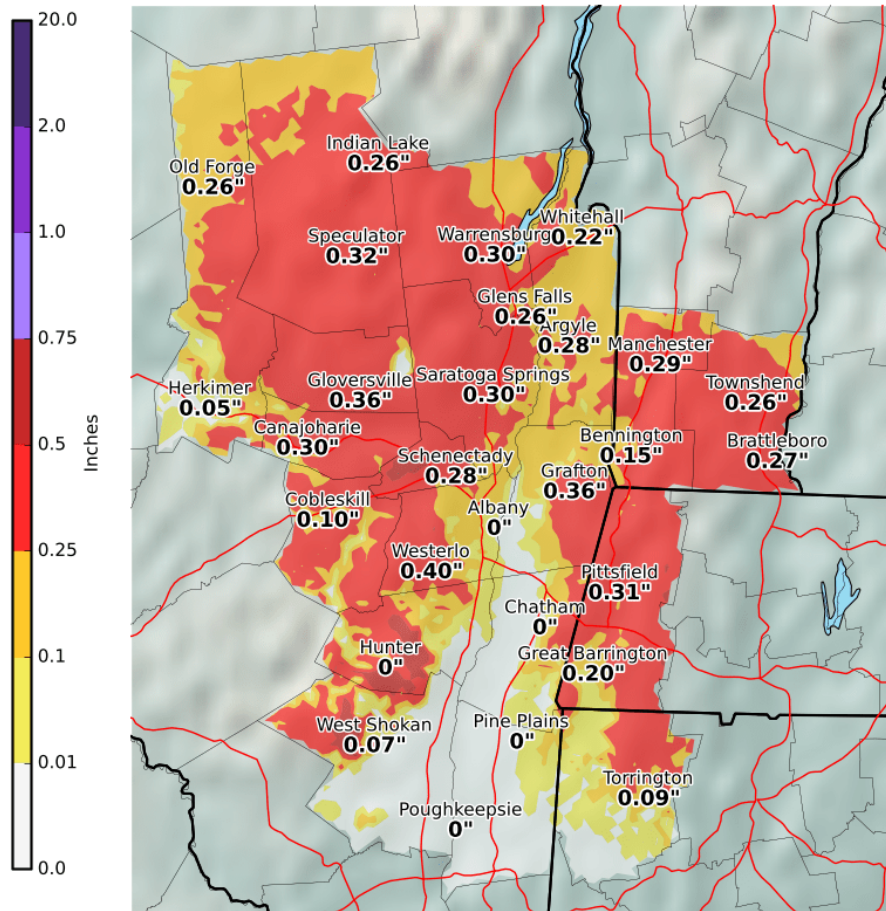 20.0
2.0
1.0
0.75
0.5
0.25
0.1
0.01
0.0
Inches
Indian Lake
0.26"
Old Forge
0.26"
Whitehall
0.22"
Speculator
0.32"
Warrensburg
0.30"
Glens Falls
0.26"
Argyle
0.28"
Manchester
0.29"
Herkimer
0.05"
Gloversville
0.36"
Saratoga Springs
0.30"
Townshend
0.26"
Canajoharie
0.30"
Bennington
0.15"
Brattleboro
0.27"
Schenectady
0.28"
Grafton
0.36"
Cobleskill
0.10"
Albany
0"
Westerlo
0.40"
Pittsfield
0.31"
Chatham
0"
Hunter
0"
Great Barrington
0.20"
West Shokan
0.07"
Pine Plains
0"
Torrington
0.09"
Poughkeepsie
0"